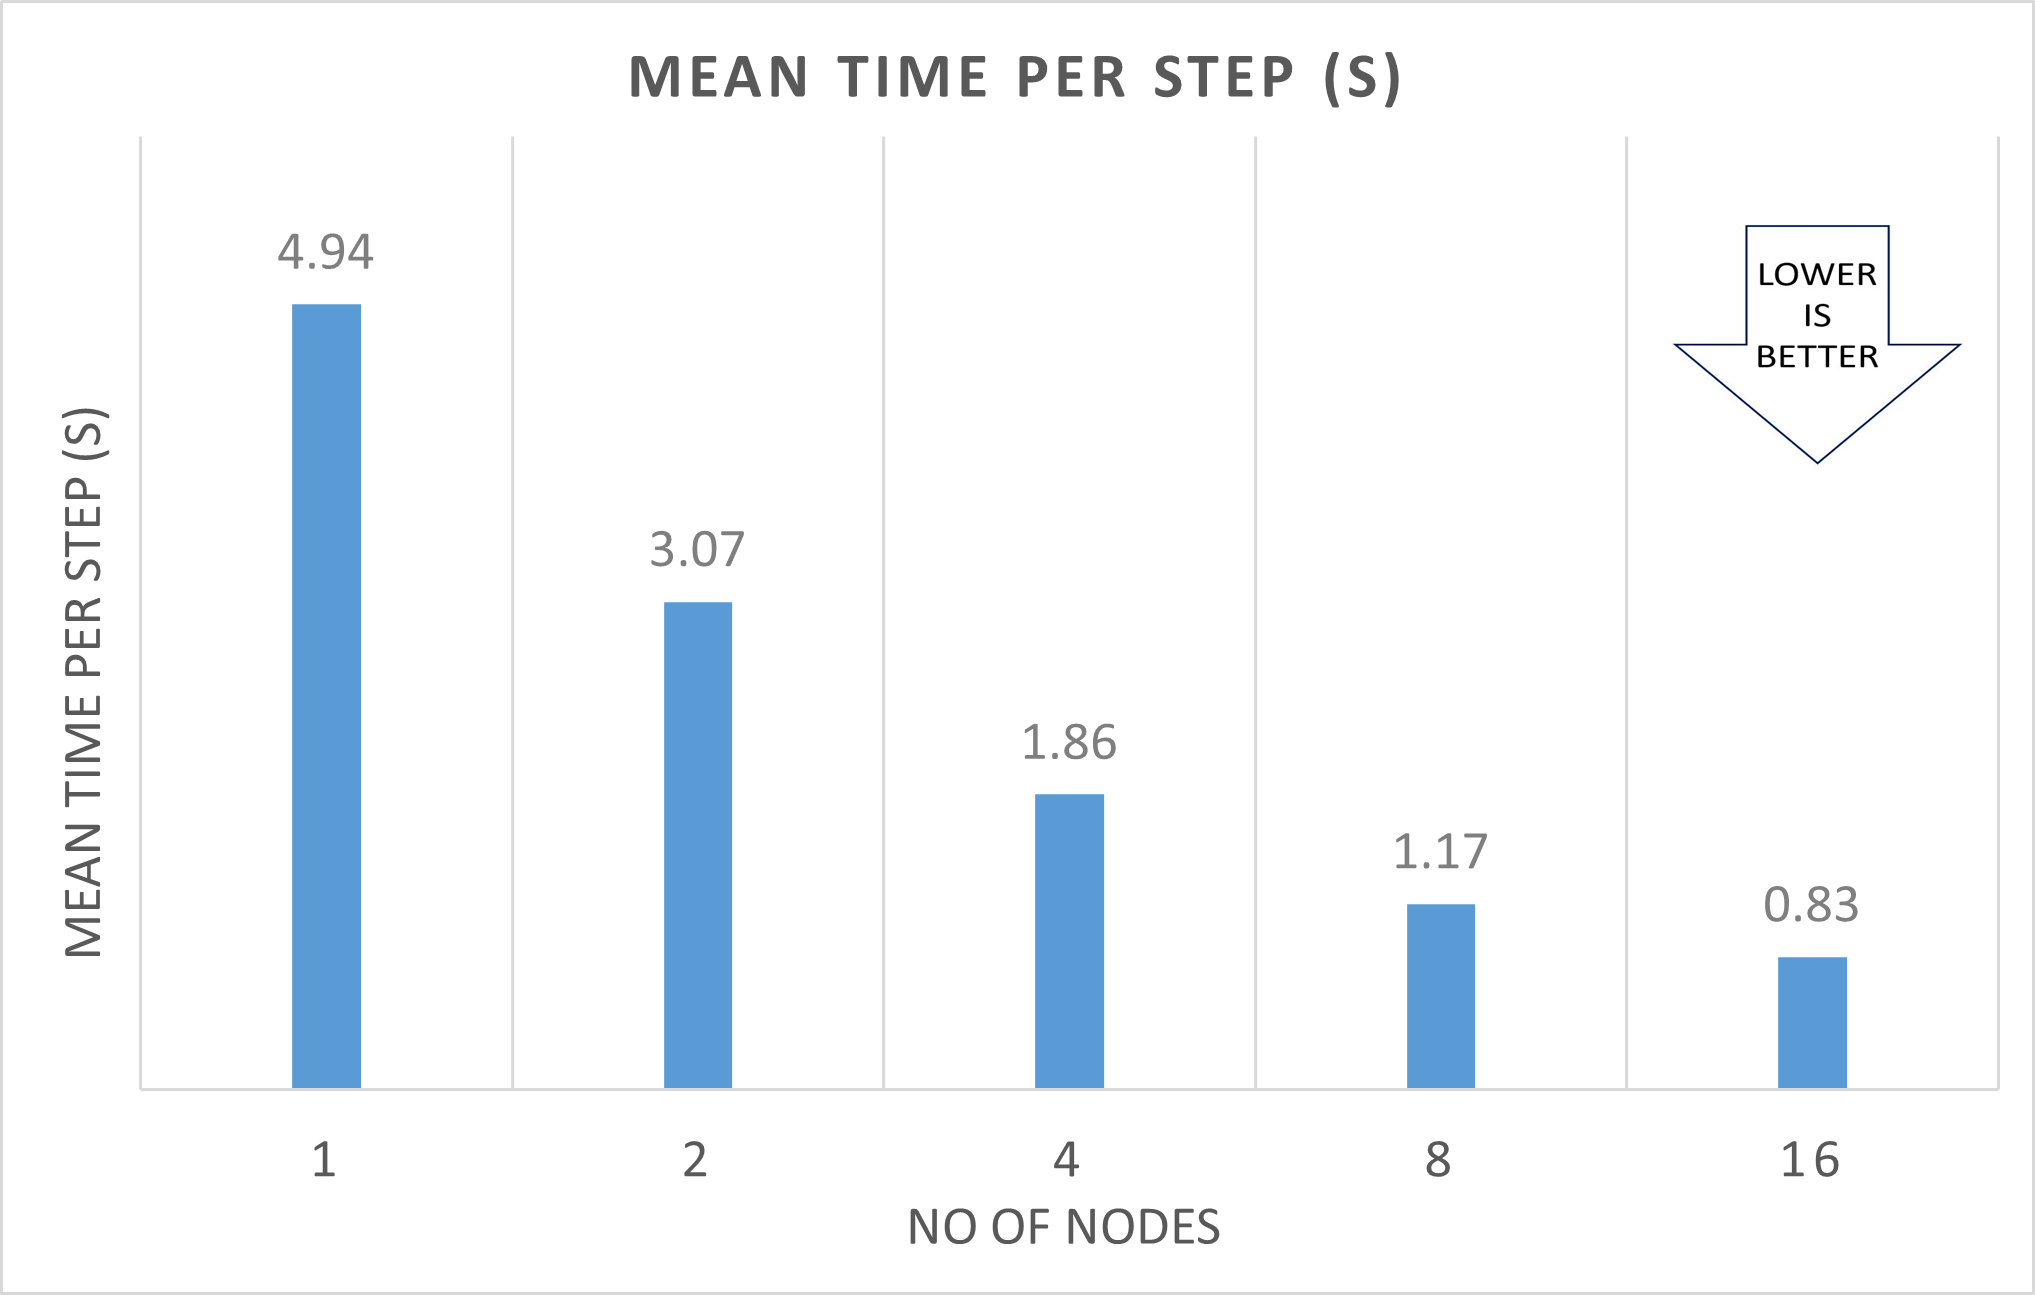 MEAN TIME PER STEP (S)
4.94
3.07
1.86
1.17
0.83
LOWER
IS
BETTER
MEAN TIME PER STEP (S)
1
2
4
8
16
NO OF NODES